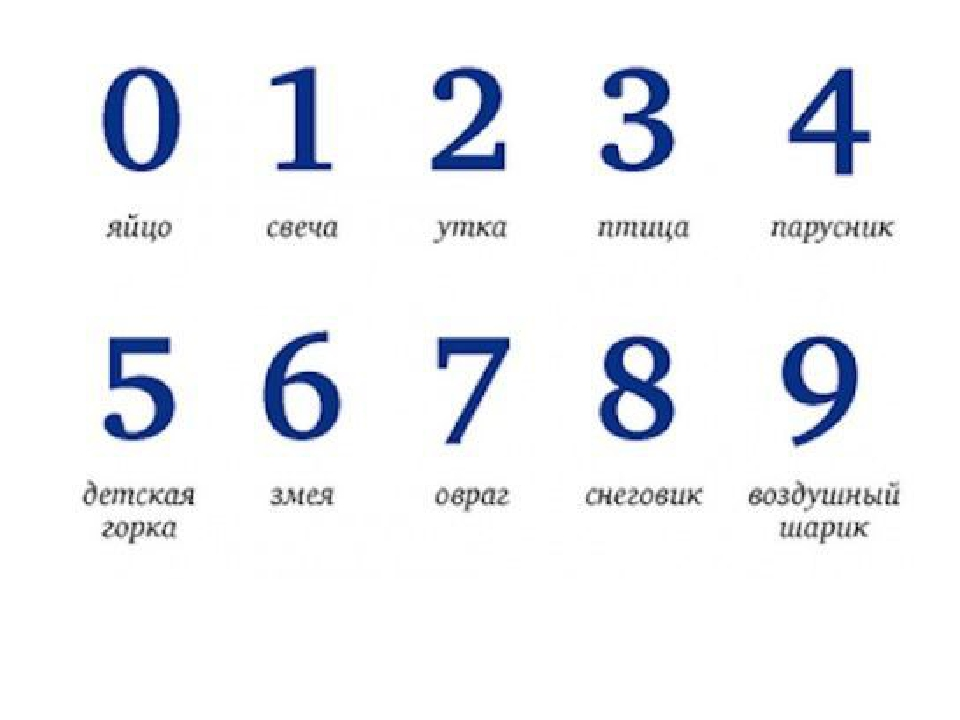 0 1 2 3 4
яйцо свеча утка птица парусник
5 6 7 8 9
детская змея овраг снеговик воздушный
горка шарик